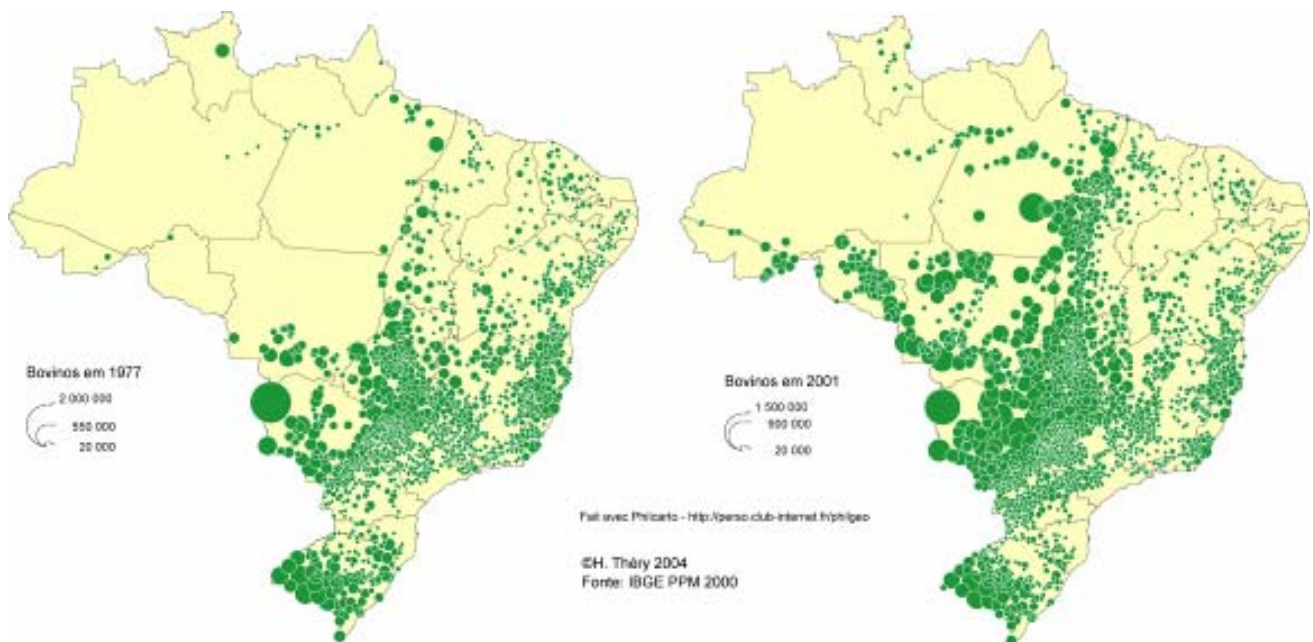 Bovinos em 1977
2 000 000
550 000
20 000
Bovinos em 2001
1 500 000
600 000
20 000
Fait avec Philcarto - http://perso.club-internet.fr/philgeo
©H. Théry 2004
Fonte: IBGE PPM 2000